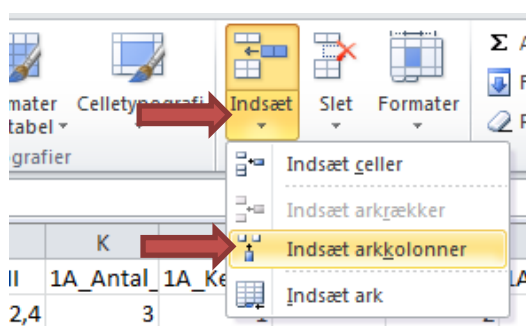 Σ A
mater Celletypografi Indsæt Slet Formater
tabel
grafier
Indsæt celler
Indsæt arkrækker
K
Indsæt arkkolonner
1A_Antal_ 1A_Ke
Indsæt ark
2,4 3